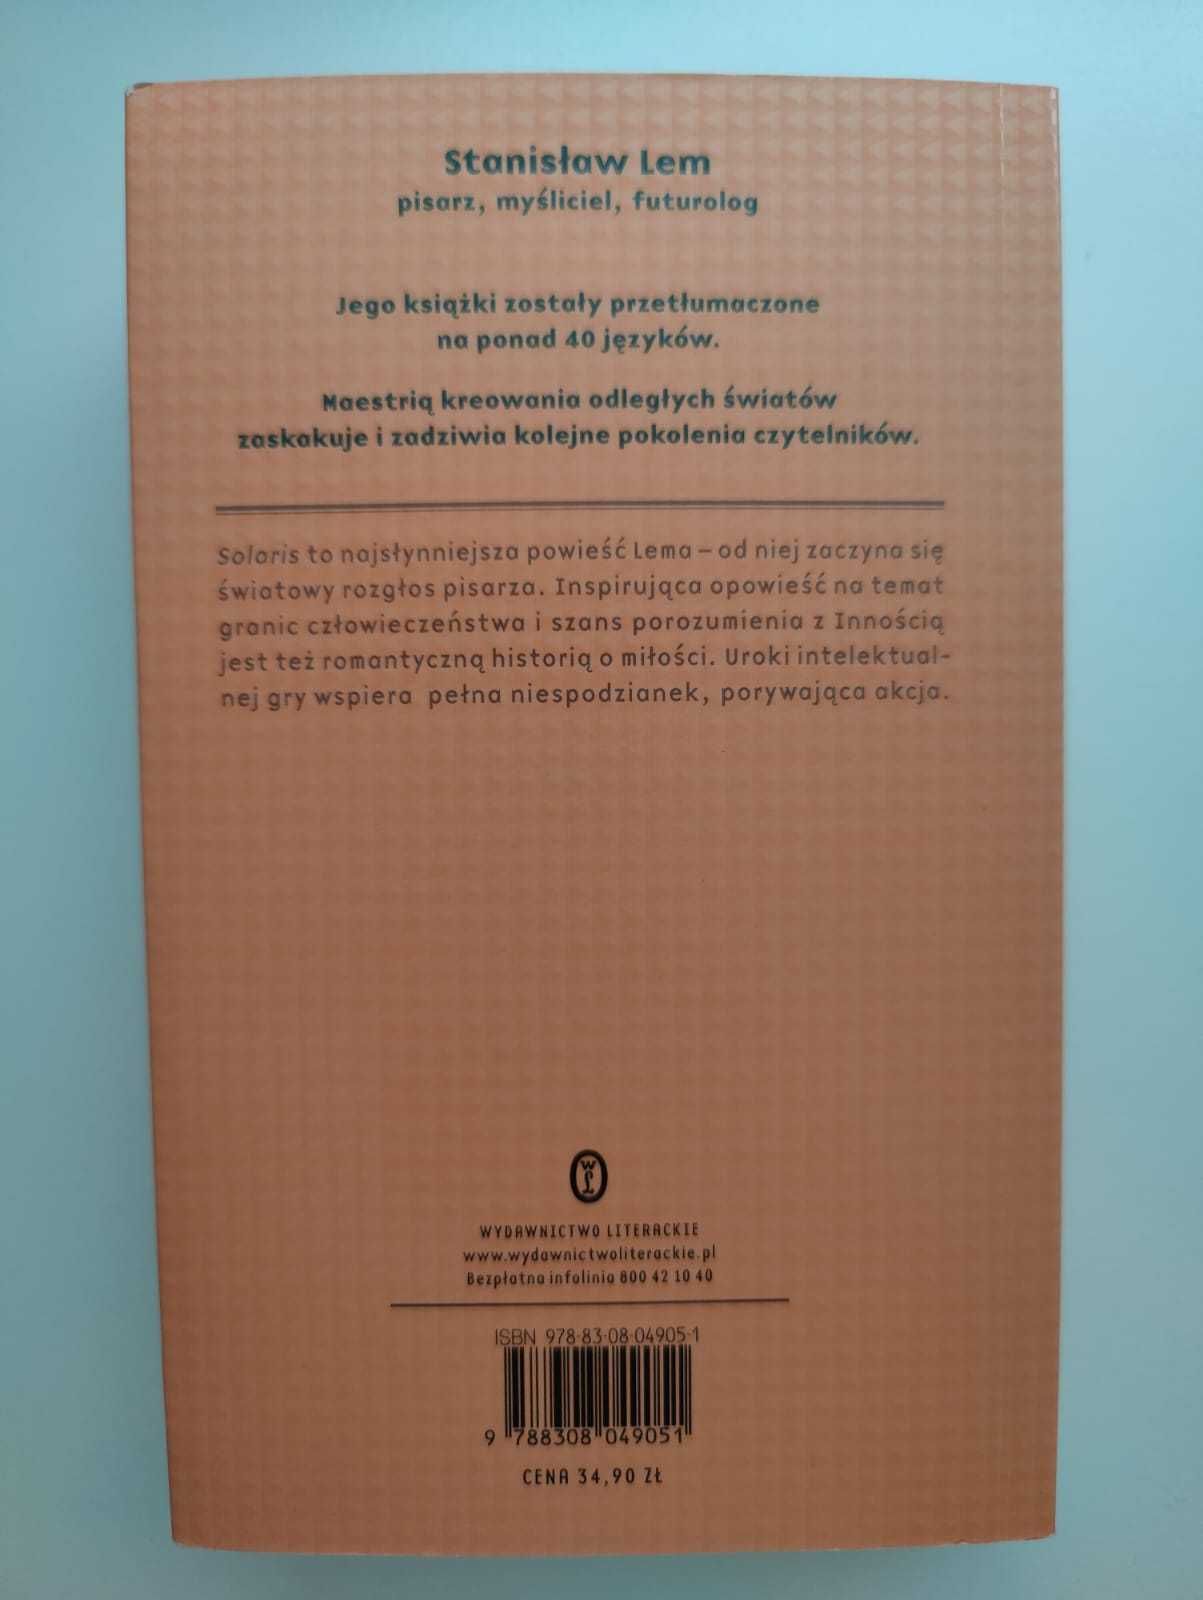 Stanisław Lem
pisarz, myśliciel, futurolog
Jego książki zostały przetłumaczone
na ponad 40 języków.
Maestrią kreowania odległych światów
zaskakuje i zadziwia kolejne pokolenia czytelników.
Solaris to najsłynniejsza powieść Lema – od niej zaczyna się
światowy rozgłos pisarza. Inspirująca opowieść na temat
granic człowieczeństwa i szans porozumienia z Innością
jest też romantyczną historią o miłości. Uroki intelektual-
nej gry wspiera pełna niespodzianek, porywająca akcja.
WL
WYDAWNICTWO LITERACKIE
www.wydawnictwoliterackie.pl
Bezpłatna infolinia 800 42 10 40
ISBN 978-83-08-04905-1
9 788308 049051
CENA 34,90 ZŁ